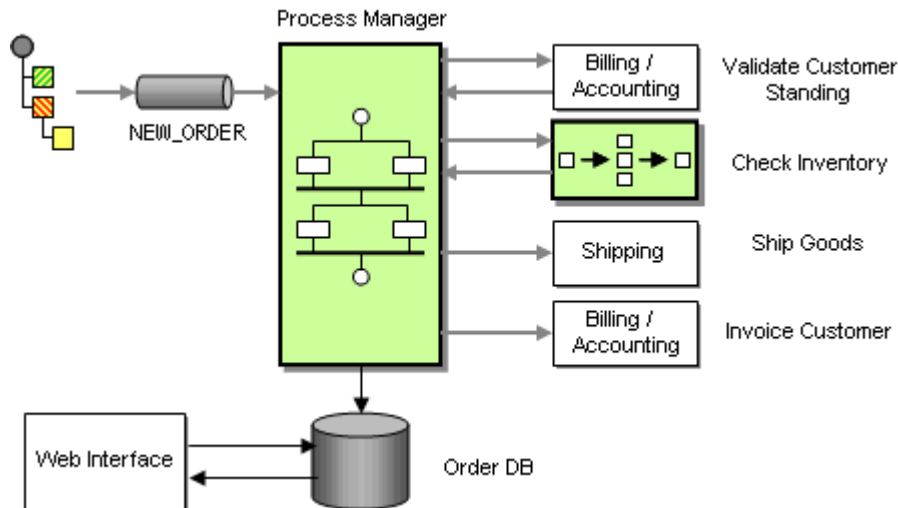 Process Manager
NEW_ORDER
Billing /
Accounting
Validate Customer
Standing
Check Inventory
Shipping
Ship Goods
Billing /
Accounting
Invoice Customer
Web Interface
Order DB